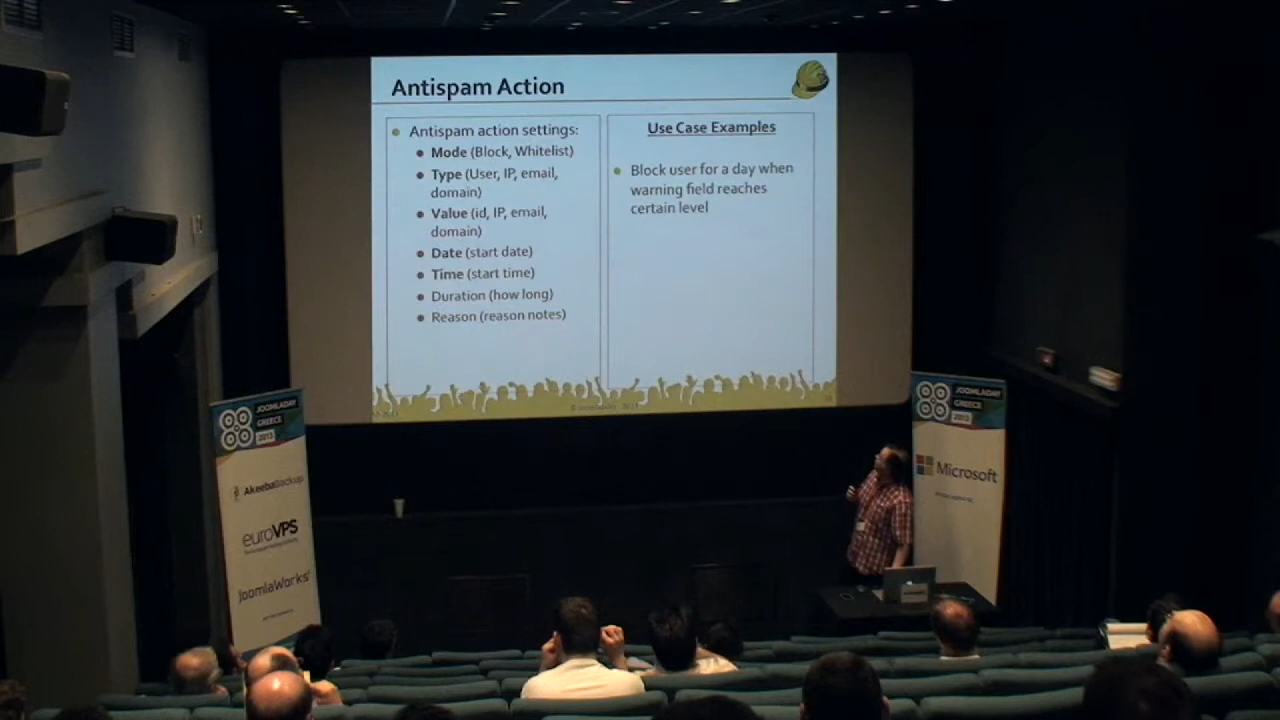 Antispam Action
Antispam action settings:
Mode (Block, Whitelist)
Type (User, IP, email,
domain)
Value (id, IP, email,
domain)
Date (start date)
Time (start time)
Duration (how long)
Reason (reason notes)
Use Case Examples
Block user for a day when
warning field reaches
certain level
JOOMLADAY
GREECE
2013
AkeebaBackup
euroVPS
JoomlaWorks
JOOMLADAY
GREECE
2013
Microsoft